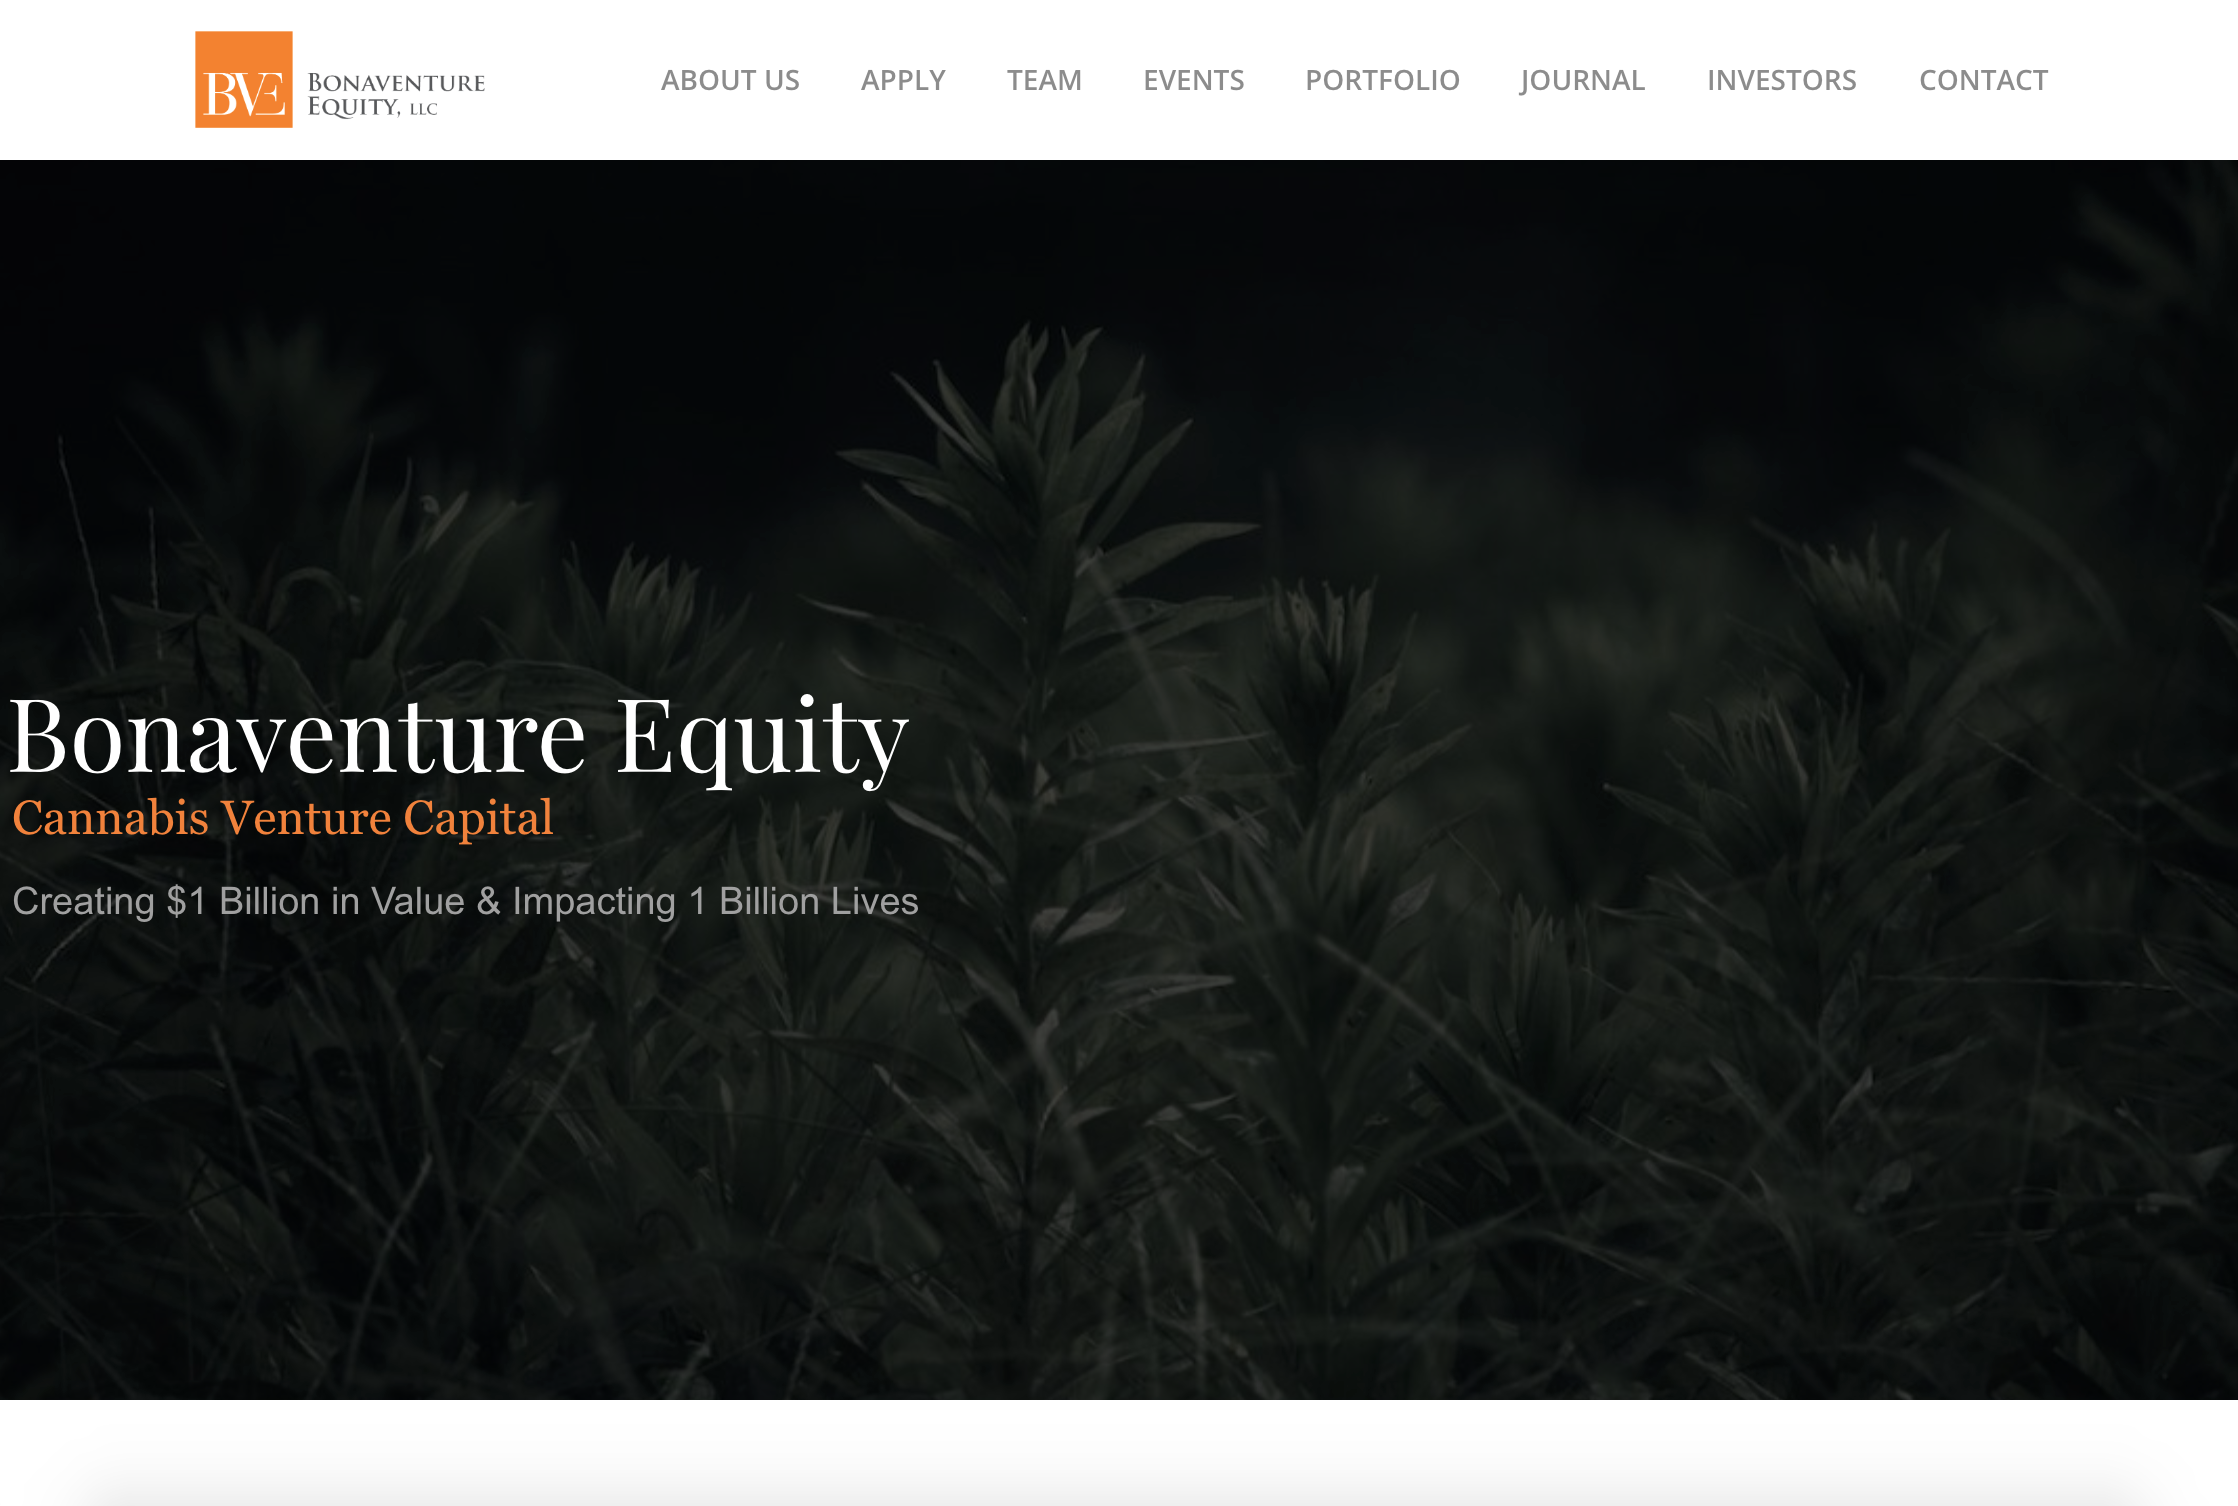 BVE
BONAVENTURE
EQUITY, LLC
ABOUT US
APPLY
TEAM
EVENTS
PORTFOLIO
JOURNAL
INVESTORS
CONTACT
Bonaventure Equity
Cannabis Venture Capital
Creating $1 Billion in Value & Impacting 1 Billion Lives